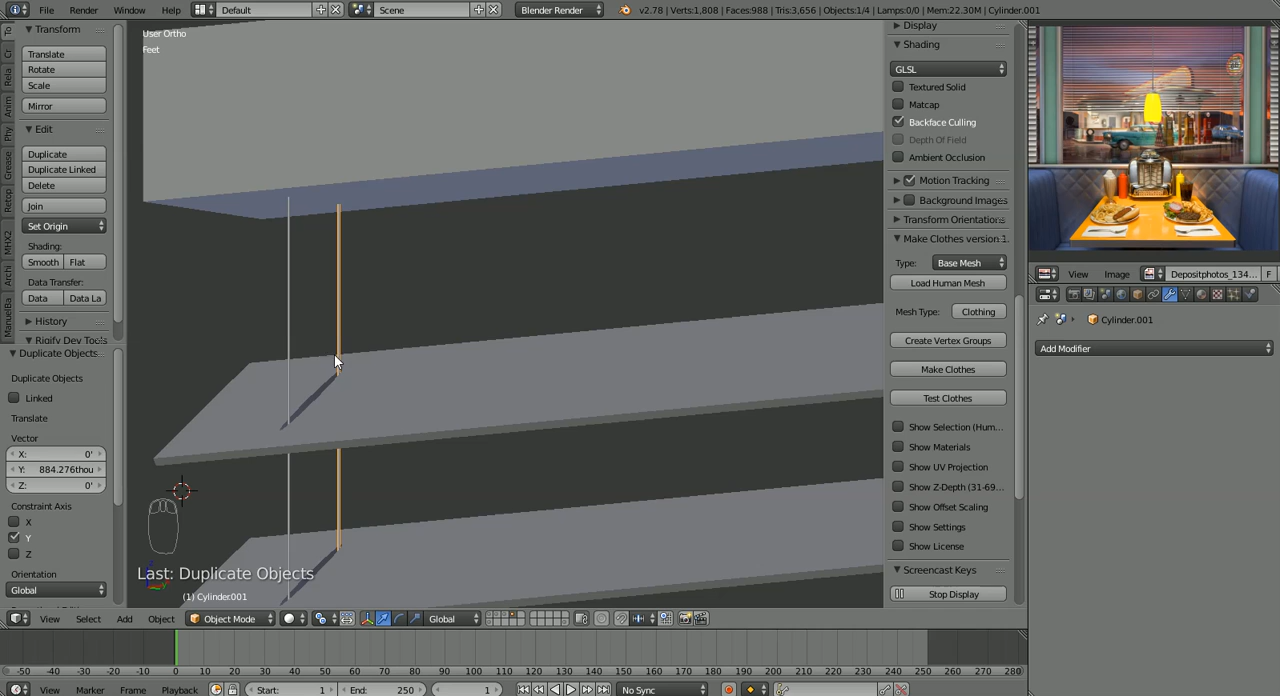 File Render Window Help Default Scene Blender Render v2.78 | Verts:1,808 | Faces:988 | Tris:3,656 | Objects:1/4 | Lamps:0/0 | Mem:22.30M | Cylinder.001
Transform
Translate
Rotate
Scale
Mirror
Edit
Duplicate
Duplicate Linked
Delete
Join
Set Origin
Shading:
Smooth Flat
Data Transfer:
Data Data La
History
Rigify Dev Tools
To
Cr
Rela
Anim
Phy
Grease
Retop
MHX2
Archi
ManuelBa
Duplicate Objects
Duplicate Objects
Linked
Translate
Vector
X: 0'
Y: 884.276thou
Z: 0'
Constraint Axis
X
Y
Z
Orientation
Global
User Ortho
Feet
Last: Duplicate Objects
(1) Cylinder.001
Display
Shading
GLSL
Textured Solid
Matcap
Backface Culling
Depth Of Field
Ambient Occlusion
Motion Tracking
Background Images
Transform Orientations
Make Clothes version 1.
Type: Base Mesh
Load Human Mesh
Mesh Type: Clothing
Create Vertex Groups
Make Clothes
Test Clothes
Show Selection (Hum...
Show Materials
Show UV Projection
Show Z-Depth (31-69...
Show Offset Scaling
Show Settings
Show License
Screencast Keys
Stop Display
View Image Depositphotos_134... F
Cylinder.001
Add Modifier
View Select Add Object Object Mode Global
-50 -40 -30 -20 -10 0 10 20 30 40 50 60 70 80 90 100 110 120 130 140 150 160 170 180 190 200 210 220 230 240 250 260 270 280
View Marker Frame Playback Start: 1 End: 250 1 No Sync